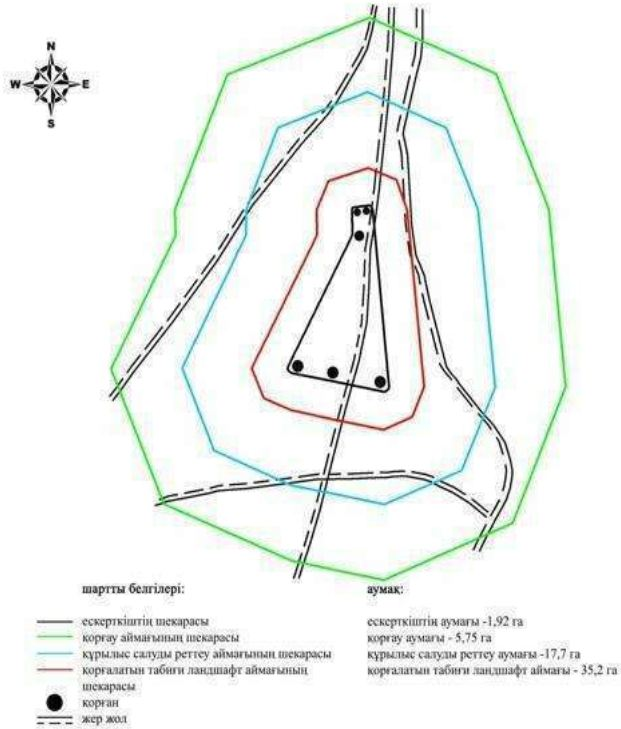 N
W E
S
шартты белгілері:
ескерткіштің шекарасы
қорғау аймағының шекарасы
құрылыс салуды реттеу аймағының шекарасы
қорғалатын табиғи ландшафт аймағының
шекарасы
қорған
жер жол
аумақ:
ескерткіштің аумағы -1,92 га
қорғау аумағы - 5,75 га
құрылыс салуды реттеу аумағы -17,7 га
қорғалатын табиғи ландшафт аймағы - 35,2 га